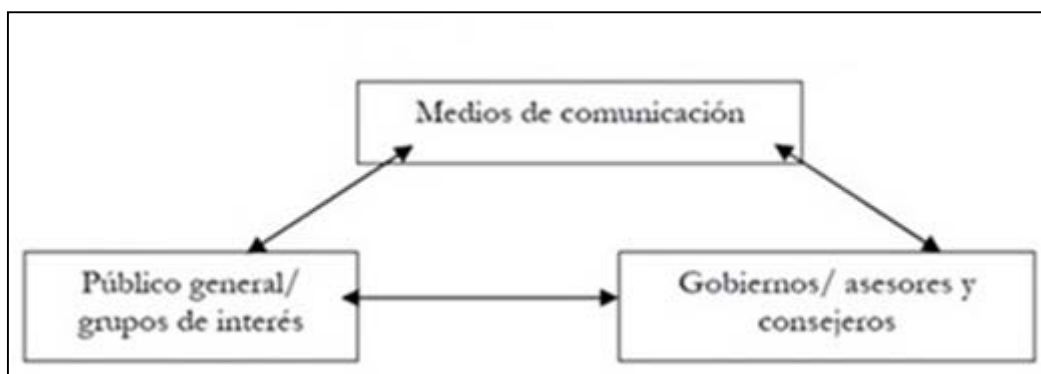 Medios de comunicación
Público general/
grupos de interés
Gobiernos/ asesores y
consejeros